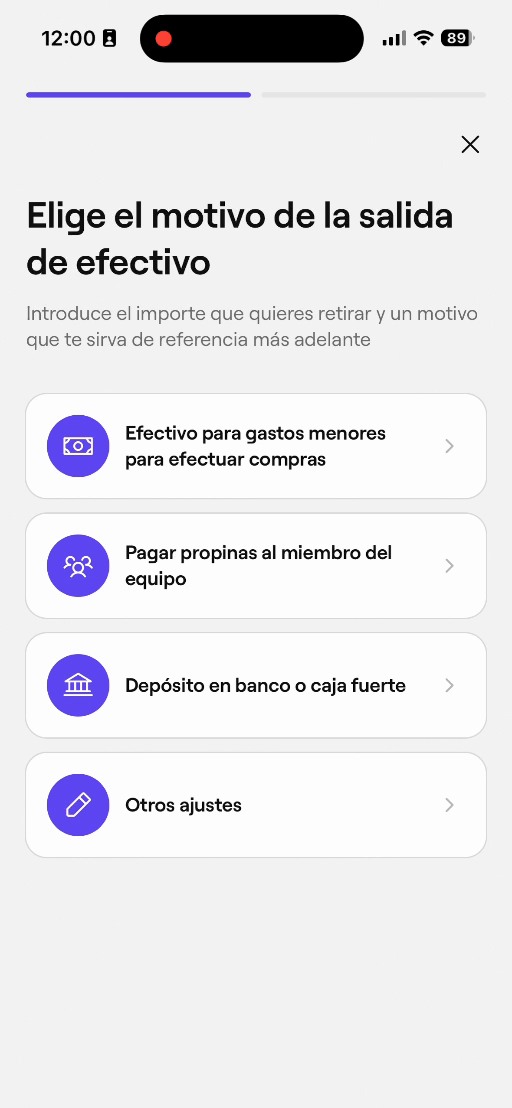 12:00
89
Elige el motivo de la salida
de efectivo
Introduce el importe que quieres retirar y un motivo
que te sirva de referencia más adelante
Efectivo para gastos menores
para efectuar compras
Pagar propinas al miembro del
equipo
Depósito en banco o caja fuerte
Otros ajustes